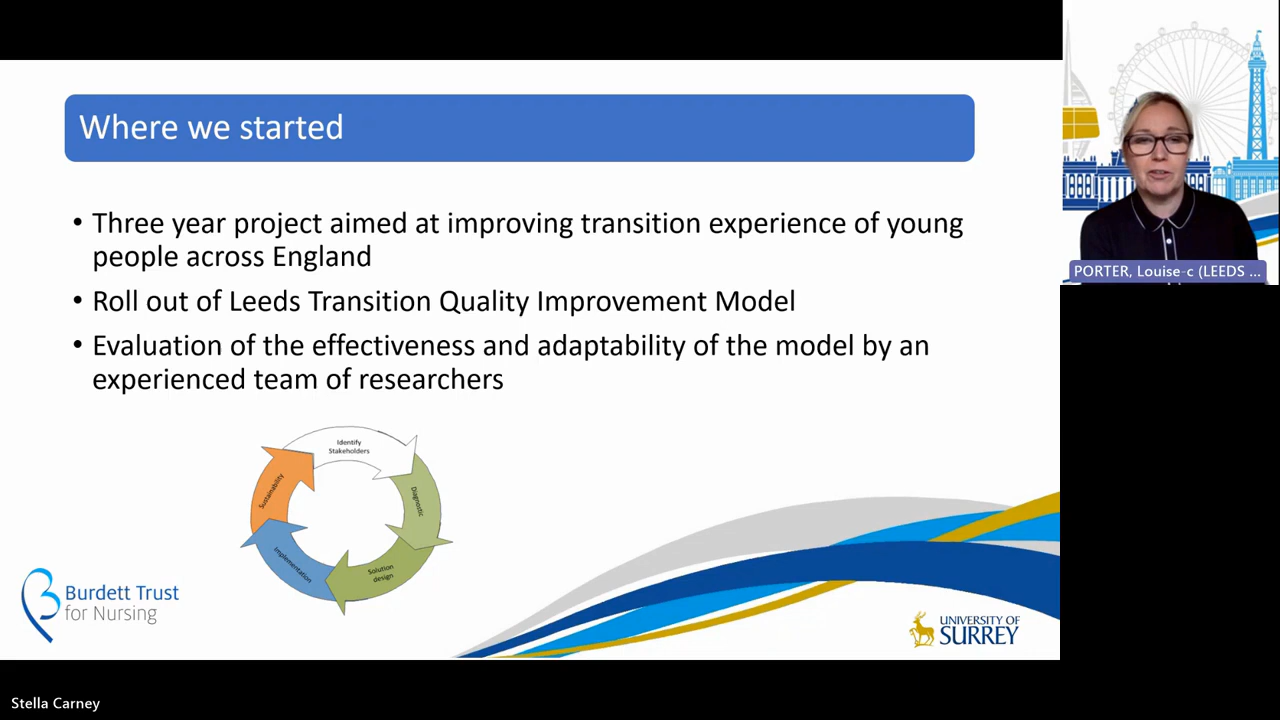 Where we started
• Three year project aimed at improving transition experience of young
people across England
• Roll out of Leeds Transition Quality Improvement Model
• Evaluation of the effectiveness and adaptability of the model by an
experienced team of researchers
Identify
Stakeholders
Diagnostic
Solution
design
Implementation
Sustainability
Burdett Trust
for Nursing
UNIVERSITY OF
SURREY
PORTER, Louise-c (LEEDS ...
Stella Carney